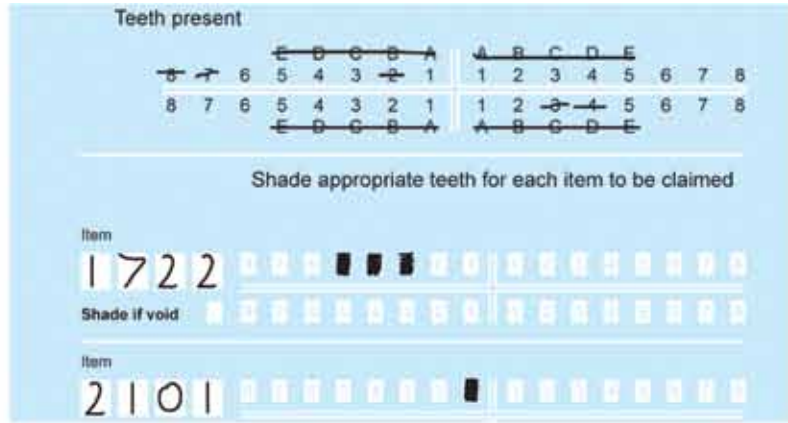 Teeth present
E D C B A A B C D E
8 7 6 5 4 3 2 1 1 2 3 4 5 6 7 8
8 7 6 5 4 3 2 1 1 2 3 4 5 6 7 8
E D C B A A B C D E
Shade appropriate teeth for each item to be claimed
Item
1722
Shade if void
Item
2101